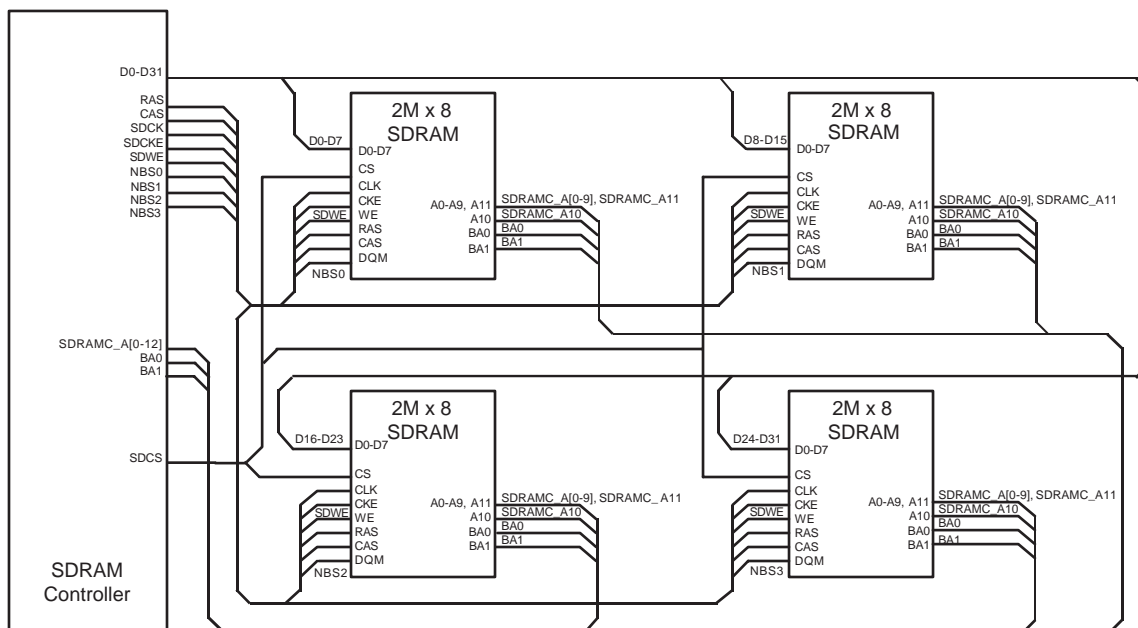 D0-D31
RAS
CAS
SDCK
SDCKE
SDWE
NBS0
NBS1
NBS2
NBS3
SDRAMC_A[0-12]
BA0
BA1
SDCS
SDRAM
Controller
2M x 8
SDRAM
D0-D7
D0-D7
CS
CLK
CKE
SDWE
WE
RAS
CAS
DQM
NBS0
A0-A9, A11
A10
BA0
BA1
SDRAMC_A[0-9], SDRAMC_A11
SDRAMC_A10
BA0
BA1
2M x 8
SDRAM
D8-D15
D0-D7
CS
CLK
CKE
SDWE
WE
RAS
CAS
DQM
NBS1
A0-A9, A11
A10
BA0
BA1
SDRAMC_A[0-9], SDRAMC_A11
SDRAMC_A10
BA0
BA1
2M x 8
SDRAM
D16-D23
D0-D7
CS
CLK
CKE
SDWE
WE
RAS
CAS
DQM
NBS2
A0-A9, A11
A10
BA0
BA1
SDRAMC_A[0-9], SDRAMC_A11
SDRAMC_A10
BA0
BA1
2M x 8
SDRAM
D24-D31
D0-D7
CS
CLK
CKE
SDWE
WE
RAS
CAS
DQM
NBS3
A0-A9, A11
A10
BA0
BA1
SDRAMC_A[0-9], SDRAMC_A11
SDRAMC_A10
BA0
BA1